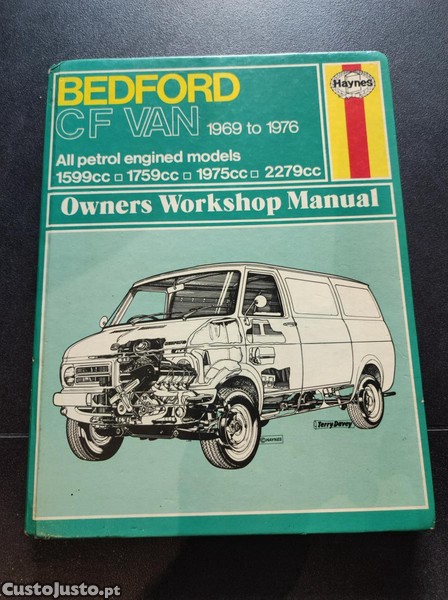 BEDFORD
Haynes
CF VAN 1969 to 1976
All petrol engined models
1599cc □ 1759cc □ 1975cc □ 2279cc
Owners Workshop Manual
©HAYNES
Terry Davey
CustoJusto.pt